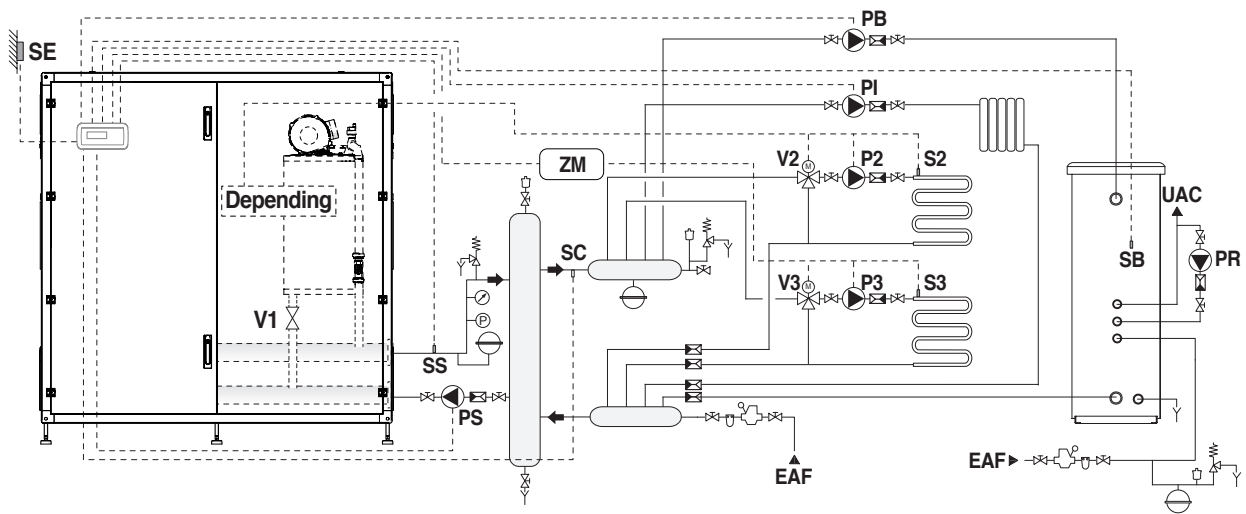 PB
SE
PI
ZM
V2
P2
S2
Depending
UAC
SC
SB
PR
V3
P3
S3
V1
P
SS
PS
EAF
EAF
M
M